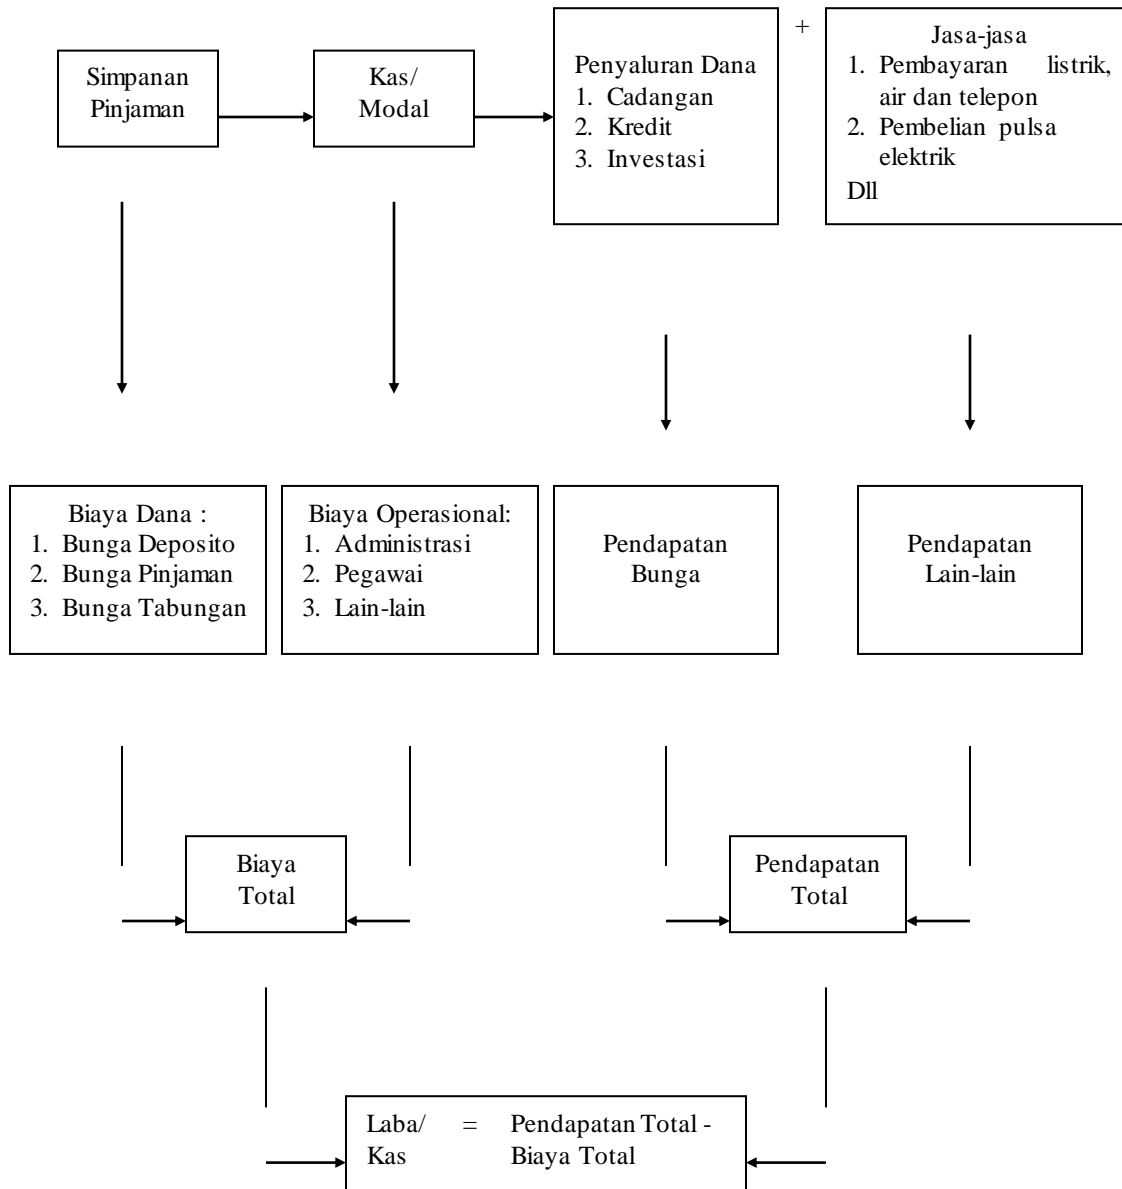 Simpanan
Pinjaman
Kas/
Modal
Penyaluran Dana
1. Cadangan
2. Kredit
3. Investasi
+
Jasa-jasa
1. Pembayaran listrik,
air dan telepon
2. Pembelian pulsa
elektrik
Dll
Biaya Dana :
1. Bunga Deposito
2. Bunga Pinjaman
3. Bunga Tabungan
Biaya Operasional:
1. Administrasi
2. Pegawai
3. Lain-lain
Pendapatan
Bunga
Pendapatan
Lain-lain
Biaya
Total
Pendapatan
Total
Laba/ = Pendapatan Total -
Kas Biaya Total